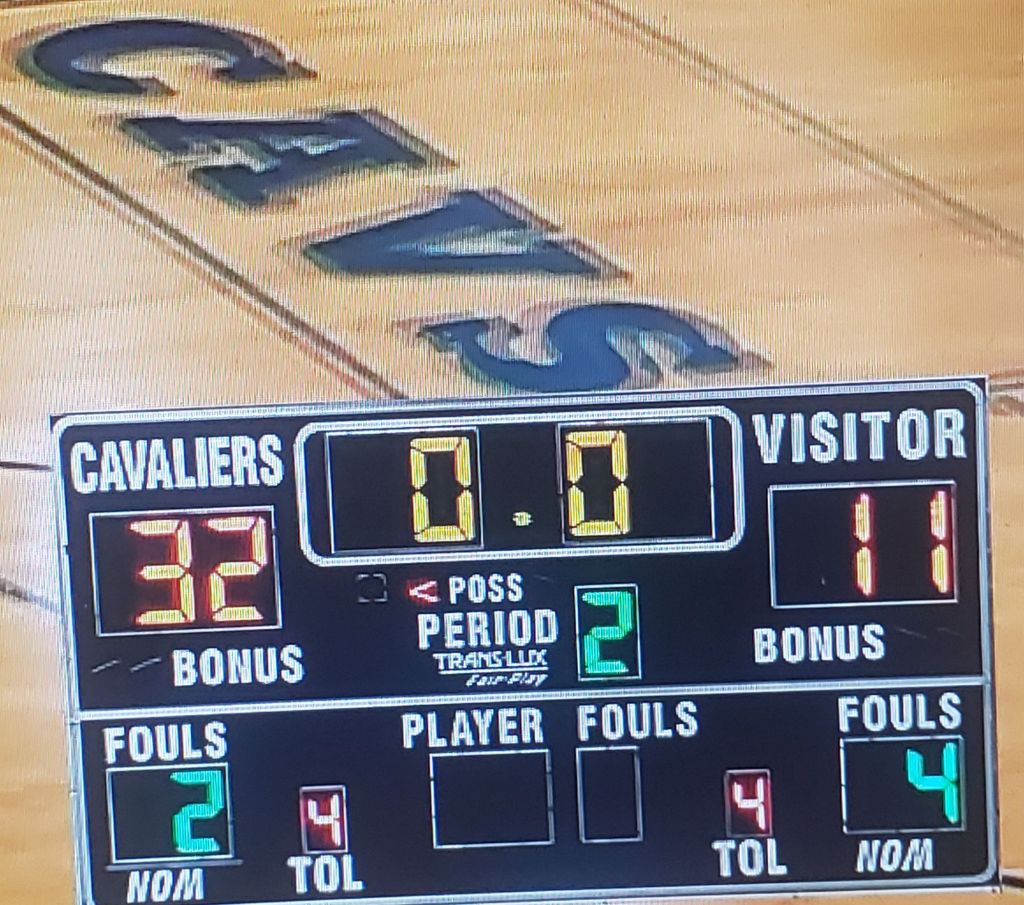 CAVS
CAVALIERS
0.0
VISITOR
32
11
< POSS
PERIOD
2
TRANS-LUX
Fair-Play
BONUS
BONUS
FOULS
PLAYER
FOULS
FOULS
2
4
4
4
NOM
TOL
TOL
NOM